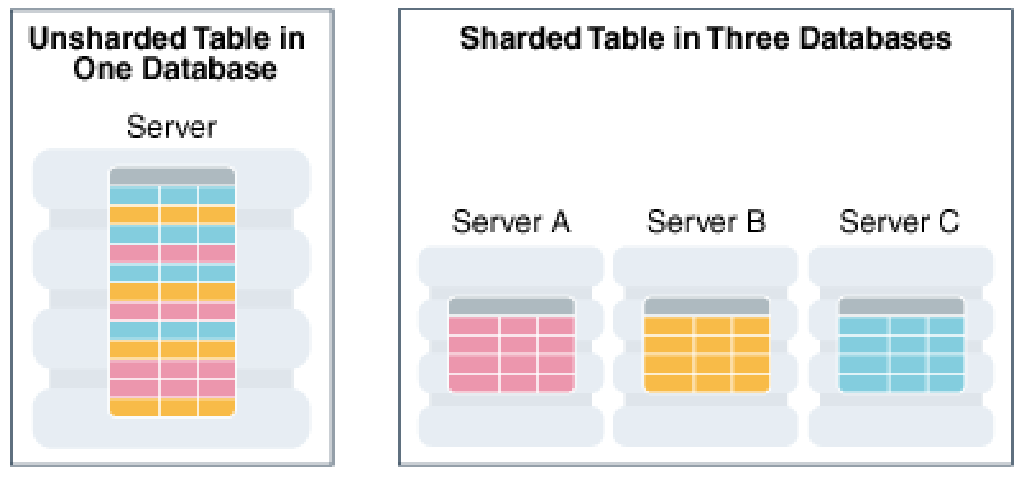 Unsharded Table in
One Database
Server
Sharded Table in Three Databases
Server A
Server B
Server C